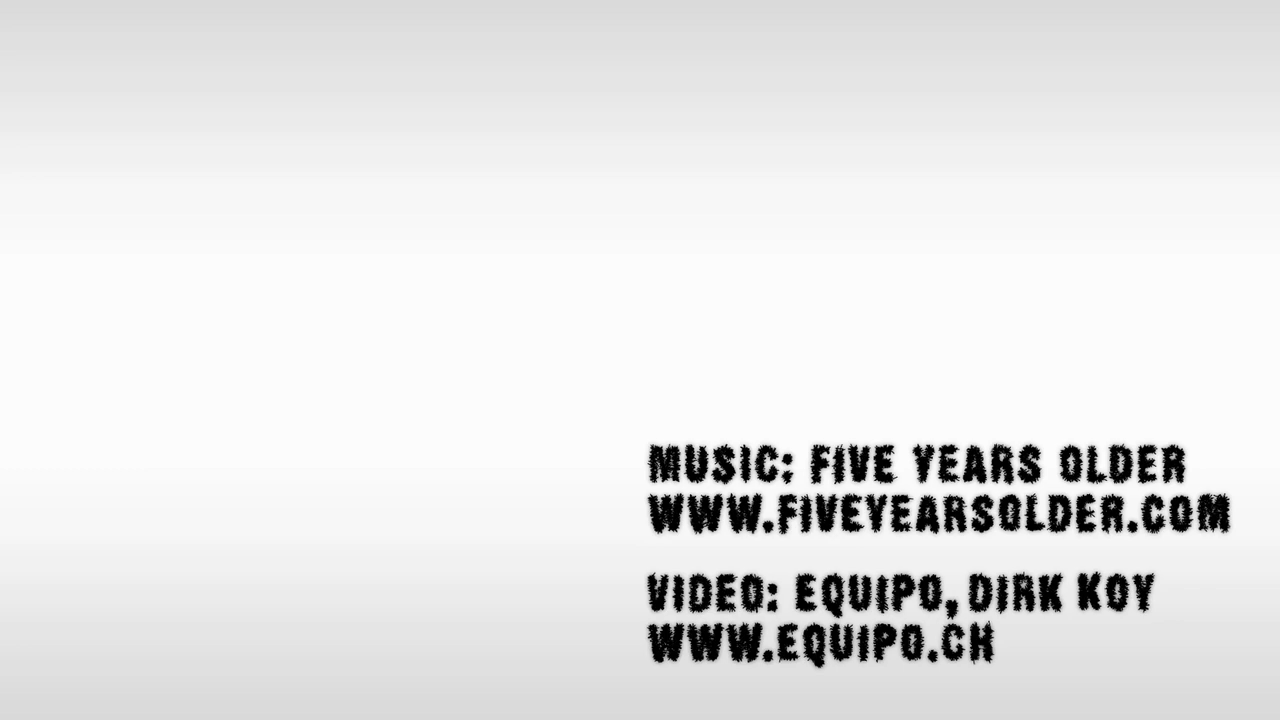 MUSIC: FIVE YEARS OLDER
WWW.FIVEYEARSOLDER.COM
VIDEO: EQUIPO, DIRK KOY
WWW.EQUIPO.CH